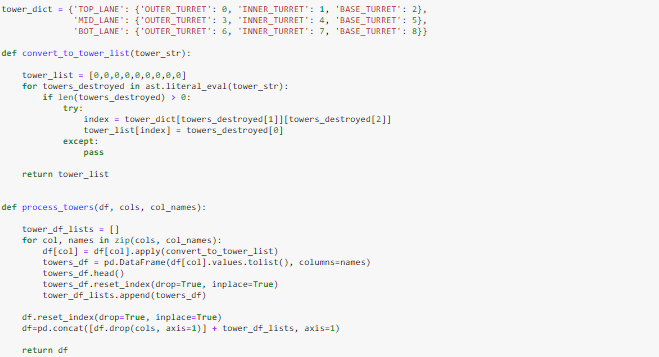 tower_dict = {'TOP_LANE': {'OUTER_TURRET': 0, 'INNER_TURRET': 1, 'BASE_TURRET': 2},
'MID_LANE': {'OUTER_TURRET': 3, 'INNER_TURRET': 4, 'BASE_TURRET': 5},
'BOT_LANE': {'OUTER_TURRET': 6, 'INNER_TURRET': 7, 'BASE_TURRET': 8}}
def convert_to_tower_list(tower_str):
tower_list = [0,0,0,0,0,0,0,0,0]
for towers_destroyed in ast.literal_eval(tower_str):
if len(towers_destroyed) > 0:
try:
index = tower_dict[towers_destroyed[1]][towers_destroyed[2]]
tower_list[index] = towers_destroyed[0]
except:
pass
return tower_list
def process_towers(df, cols, col_names):
tower_df_lists = []
for col, names in zip(cols, col_names):
df[col] = df[col].apply(convert_to_tower_list)
towers_df = pd.DataFrame(df[col].values.tolist(), columns=names)
towers_df.head()
towers_df.reset_index(drop=True, inplace=True)
tower_df_lists.append(towers_df)
df.reset_index(drop=True, inplace=True)
df=pd.concat([df.drop(cols, axis=1)] + tower_df_lists, axis=1)
return df